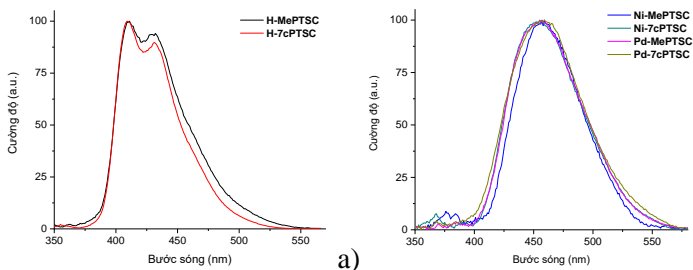 H-MePTSC
H-7cPTSC
Cường độ (a.u.)
100
75
50
25
0
350
400
450
500
550
Bước sóng (nm)
a)
Ni-MePTSC
Ni-7cPTSC
Pd-MePTSC
Pd-7cPTSC
Cường độ (a.u.)
100
75
50
25
0
350
400
450
500
550
Bước sóng (nm)